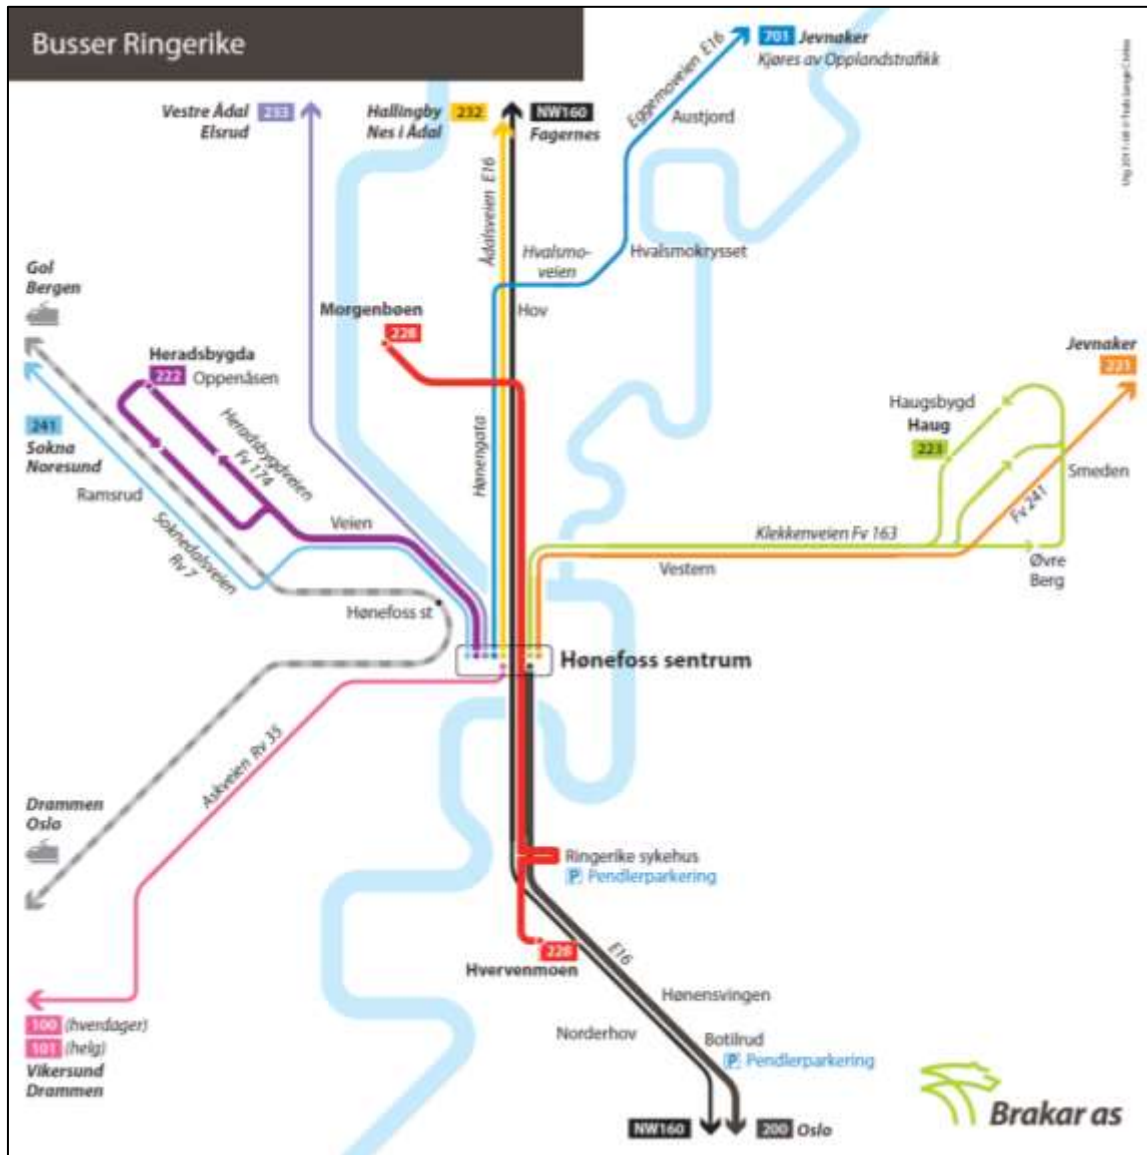 Busser Ringerike
701 Jevnaker
Kjøres av Opplandstrafikk
Eggemoveien E16
Austjord
Vestre Ådal 233
Elsrud
Hallingby 232
Nes i Ådal
NW160
Fagernes
Ådalsveien E16
Hvalsmo-
veien
Hvalsmokrysset
Hov
Gol
Bergen
Morgenbøen
228
Heradsbygda
222 Oppenåsen
Heradsbygdveien
Fv 174
241
Sokna
Noresund
Ramsrud
Soknedalsveien
Rv 7
Veien
Hønengata
Jevnaker
221
Haugsbygd
Haug
223
Smeden
Fv 241
Klekkenveien Fv 163
Vestern
Øvre
Berg
Hønefoss st
Hønefoss sentrum
Askveien Rv 35
Drammen
Oslo
Ringerike sykehus
P Pendlerparkering
228
Hvervenmoen
E16
Hønensvingen
Norderhov
Botilrud
P Pendlerparkering
100 (hverdager)
101 (helg)
Vikersund
Drammen
NW160
200 Oslo
Brakar as